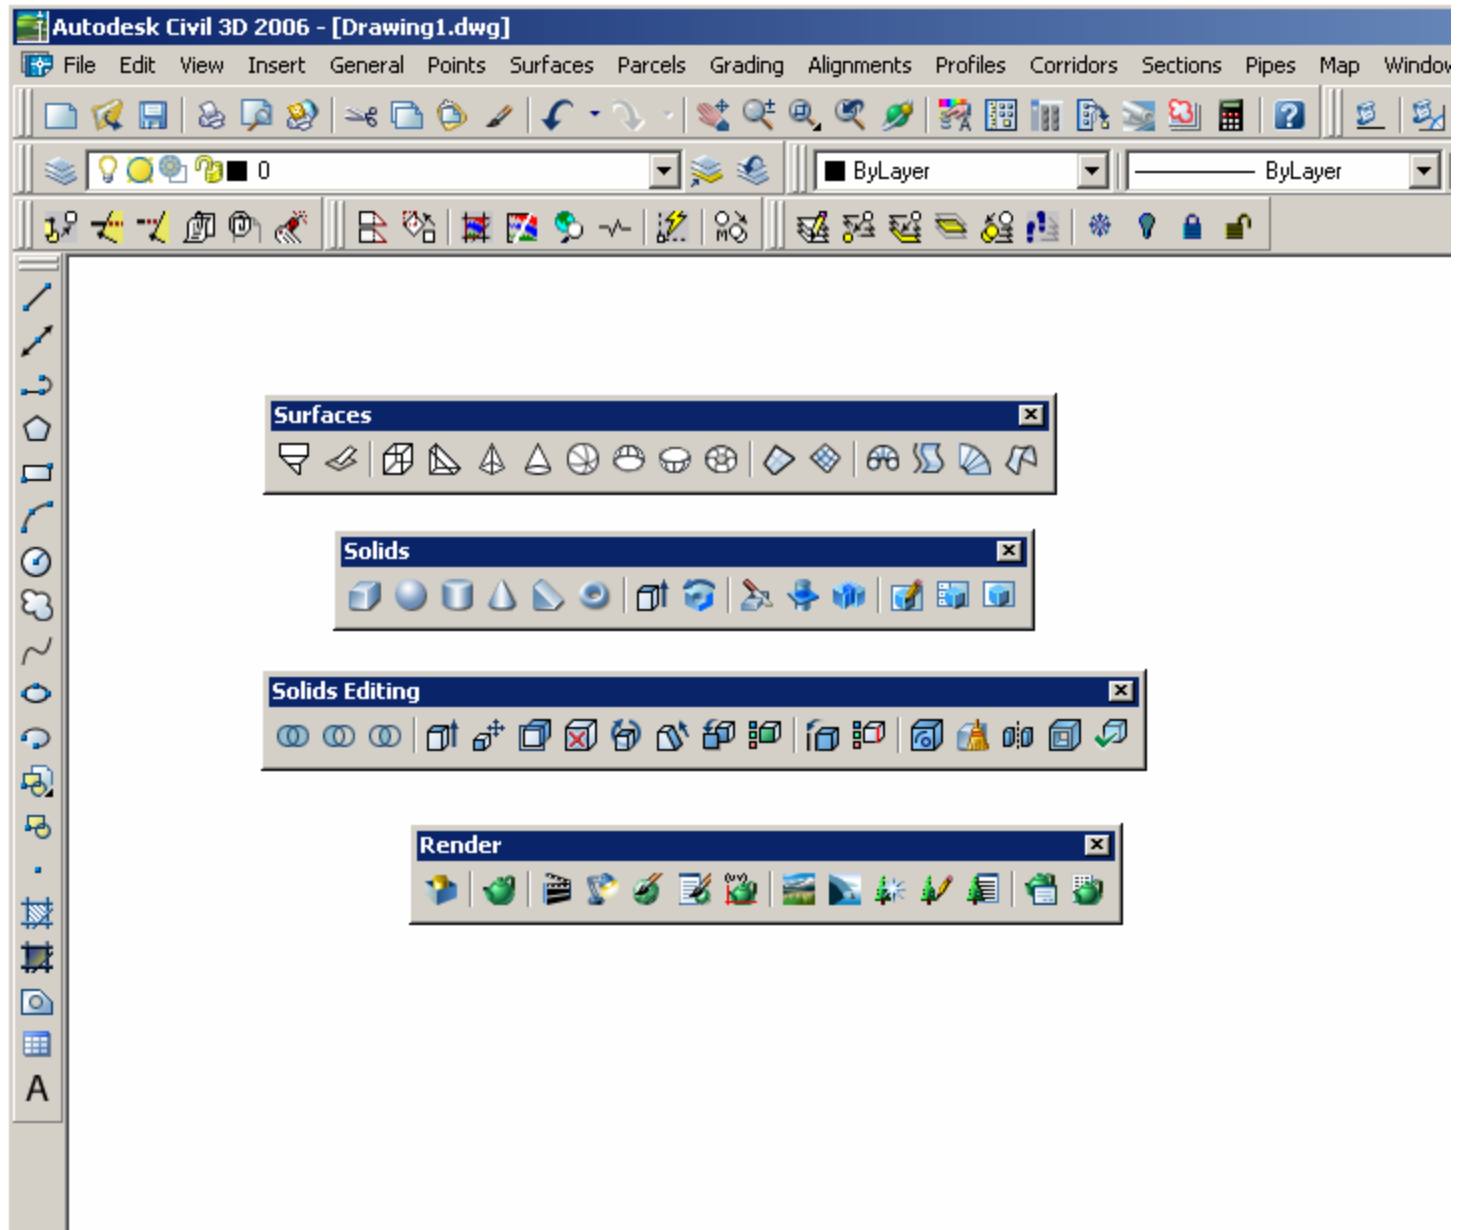 Autodesk Civil 3D 2006 - [Drawing1.dwg]
File Edit View Insert General Points Surfaces Parcels Grading Alignments Profiles Corridors Sections Pipes Map Window
0 ByLayer ByLayer
Surfaces
Solids
Solids Editing
Render
A